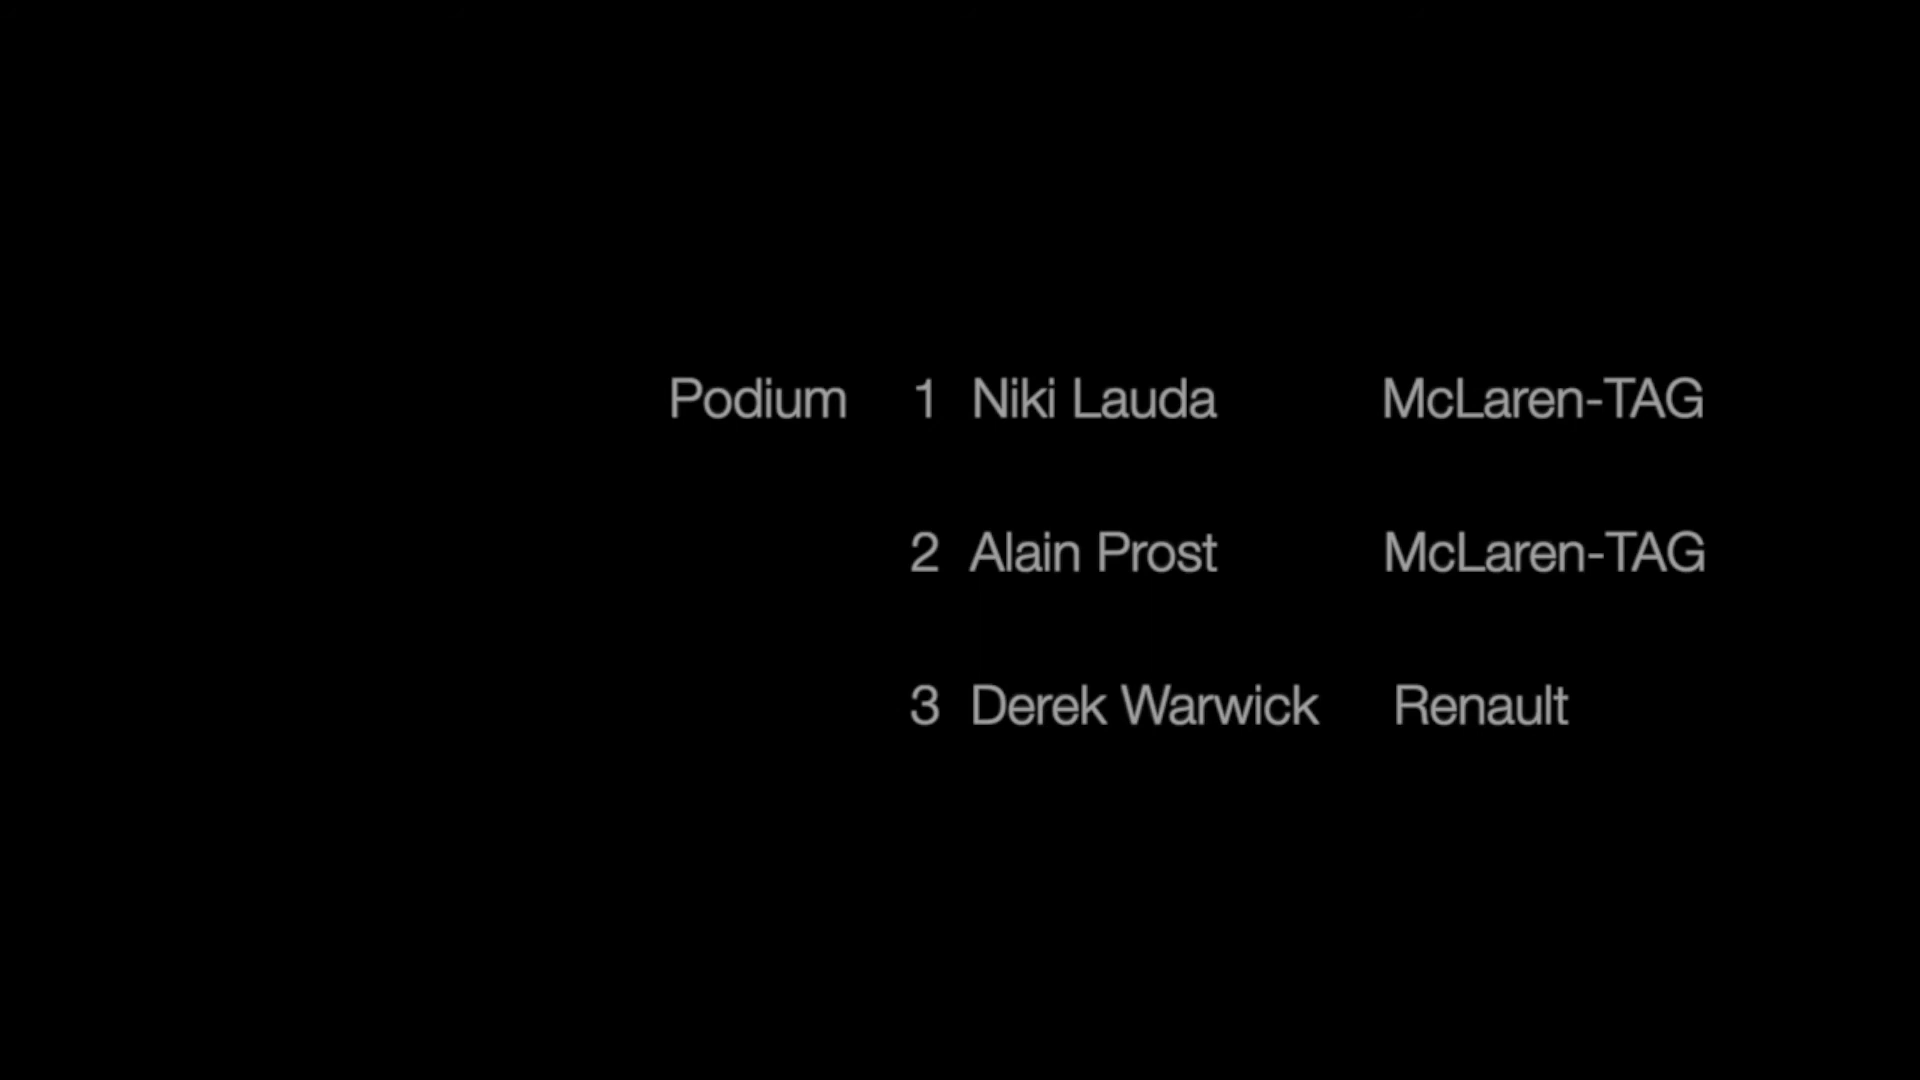 Podium 1 Niki Lauda McLaren-TAG
2 Alain Prost McLaren-TAG
3 Derek Warwick Renault